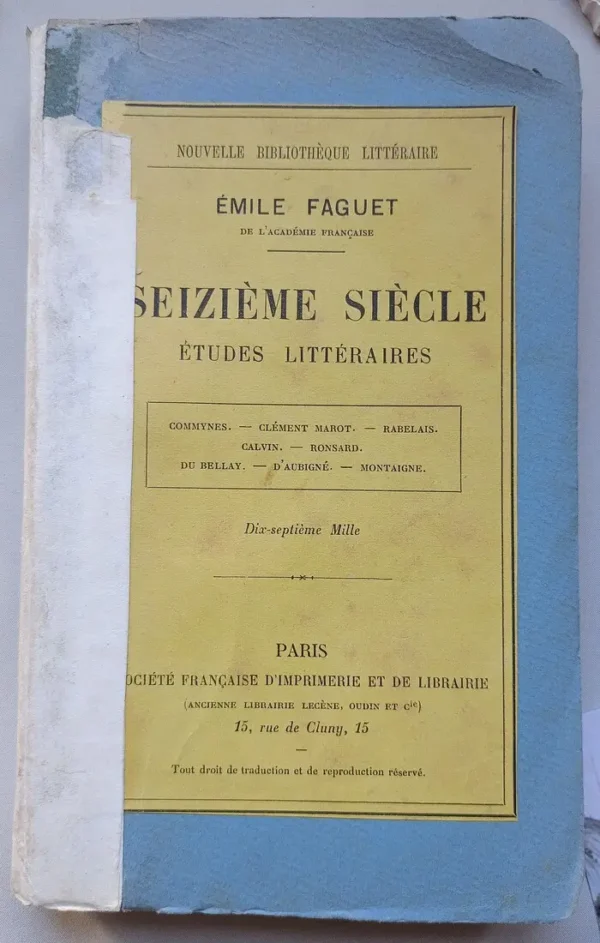 NOUVELLE BIBLIOTHÈQUE LITTÉRAIRE
ÉMILE FAGUET
DE L'ACADÉMIE FRANÇAISE
SEIZIÈME SIÈCLE
ÉTUDES LITTÉRAIRES
COMMYNES. — CLÉMENT MAROT. — RABELAIS.
CALVIN. — RONSARD.
DU BELLAY. — D'AUBIGNÉ. — MONTAIGNE.
Dix-septième Mille
PARIS
OCIÉTÉ FRANÇAISE D'IMPRIMERIE ET DE LIBRAIRIE
(ANCIENNE LIBRAIRIE LECÈNE, OUDIN ET Cie)
15, rue de Cluny, 15
Tout droit de traduction et de reproduction réservé.